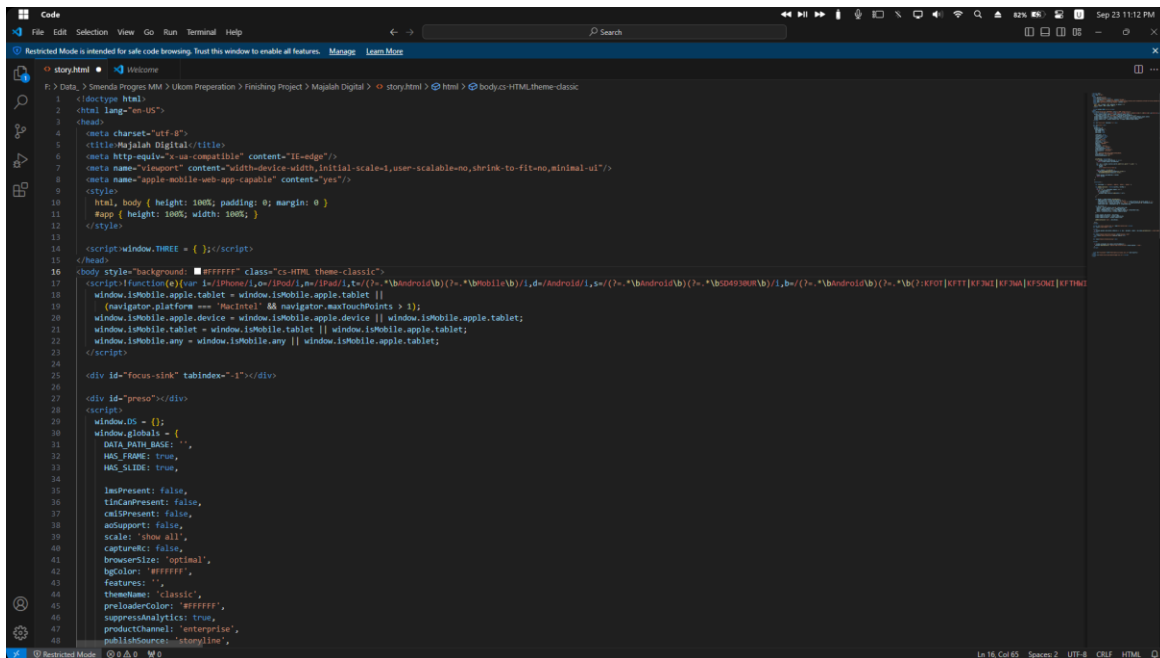 Code
82%
Sep 23 11:12 PM
File Edit Selection View Go Run Terminal Help
Search
Restricted Mode is intended for safe code browsing. Trust this window to enable all features. Manage Learn More
story.html
Welcome
F: > Data_ > Smenda Progres MM > Ukom Preperation > Finishing Project > Majalah Digital > story.html > html > body.cs-HTML.theme-classic
1 <!doctype html>
2 <html lang="en-US">
3 <head>
4 <meta charset="utf-8">
5 <title>Majalah Digital</title>
6 <meta http-equiv="x-ua-compatible" content="IE=edge"/>
7 <meta name="viewport" content="width=device-width,initial-scale=1,user-scalable=no,shrink-to-fit=no,minimal-ui"/>
8 <meta name="apple-mobile-web-app-capable" content="yes"/>
9 <style>
10 html, body { height: 100%; padding: 0; margin: 0 }
11 #app { height: 100%; width: 100%; }
12 </style>
13
14 <script>window.THREE = { };</script>
15 </head>
16 <body style="background: #FFFFFF" class="cs-HTML theme-classic">
17 <script>!function(e){var i=/iPhone/i,o=/iPod/i,n=/iPad/i,t=/(?=.*\bAndroid\b)(?=.*\bMobile\b)/i,d=/Android/i,s=/(?=.*\bAndroid\b)(?=.*\bSD4930UR\b)/i,b=/(?=.*\bAndroid\b)(?=.*\b(?:KFOT|KFTT|KFJWI|KFJWA|KFSOWI|KFTHWI
18 window.isMobile.apple.tablet = window.isMobile.apple.tablet ||
19 (navigator.platform === 'MacIntel' && navigator.maxTouchPoints > 1);
20 window.isMobile.apple.device = window.isMobile.apple.device || window.isMobile.apple.tablet;
21 window.isMobile.tablet = window.isMobile.tablet || window.isMobile.apple.tablet;
22 window.isMobile.any = window.isMobile.any || window.isMobile.apple.tablet;
23 </script>
24
25 <div id="focus-sink" tabindex="-1"></div>
26
27 <div id="preso"></div>
28 <script>
29 window.DS = {};
30 window.globals = {
31 DATA_PATH_BASE: '',
32 HAS_FRAME: true,
33 HAS_SLIDE: true,
34
35 lmsPresent: false,
36 tinCanPresent: false,
37 cmi5Present: false,
38 aoSupport: false,
39 scale: 'show all',
40 captureRc: false,
41 browserSize: 'optimal',
42 bgColor: '#FFFFFF',
43 features: '',
44 themeName: 'classic',
45 preloaderColor: '#FFFFFF',
46 suppressAnalytics: true,
47 productChannel: 'enterprise',
48 publishSource: 'storyline',
Restricted Mode 0 0 0 Ln 16, Col 65 Spaces: 2 UTF-8 CRLF HTML